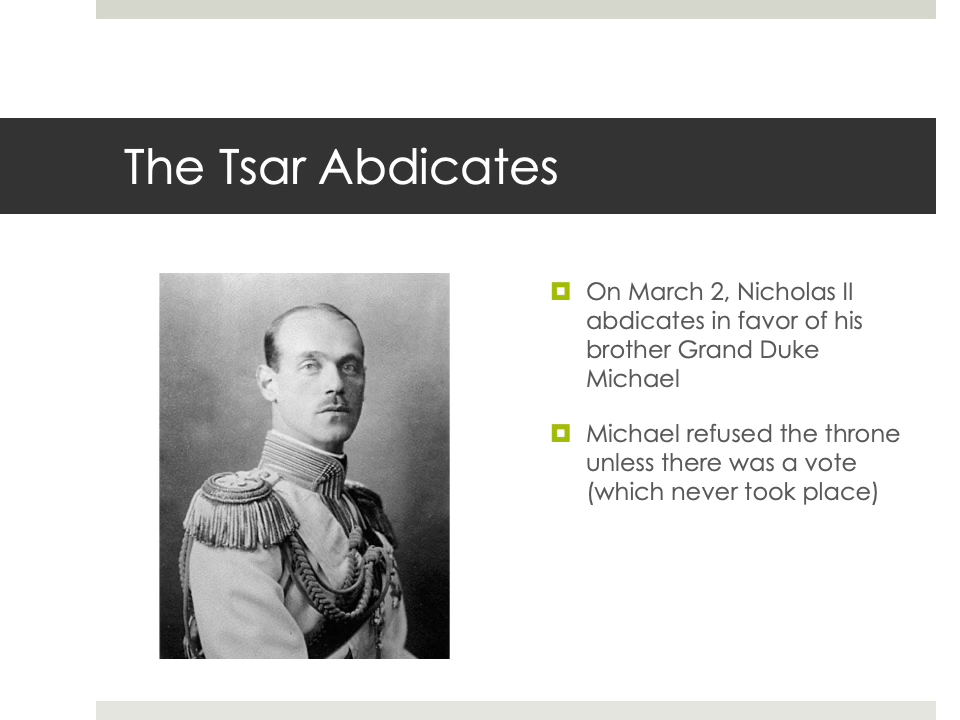 The Tsar Abdicates
On March 2, Nicholas II
abdicates in favor of his
brother Grand Duke
Michael
Michael refused the throne
unless there was a vote
(which never took place)